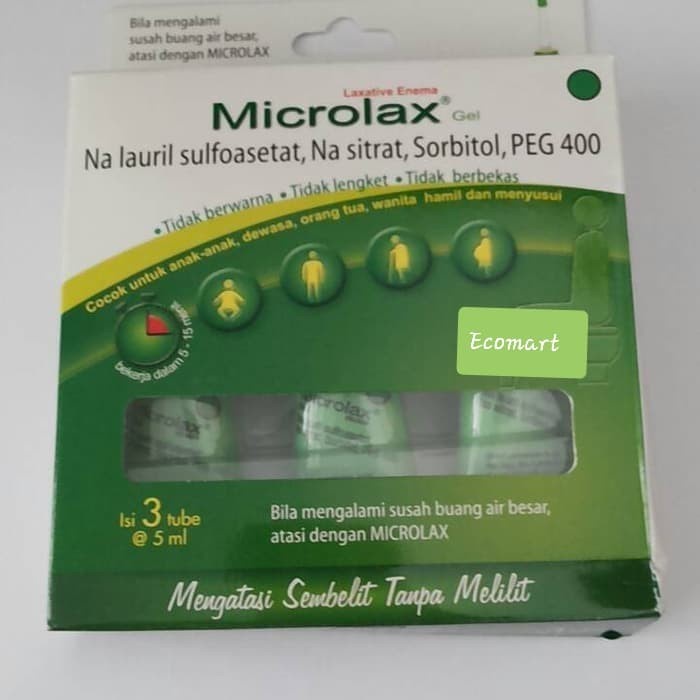 Bila mengalami
susah buang air besar,
atasi dengan MICROLAX
Laxative Enema
Microlax® Gel
Na lauril sulfoasetat, Na sitrat, Sorbitol, PEG 400
•Tidak berwarna •Tidak lengket •Tidak berbekas
Cocok untuk anak-anak, dewasa, orang tua, wanita hamil dan menyusui
bekerja dalam 5 - 15 menit
Ecomart
Microlax
Isi 3 tube
@ 5 ml
Bila mengalami susah buang air besar,
atasi dengan MICROLAX
Mengatasi Sembelit Tanpa Melilit